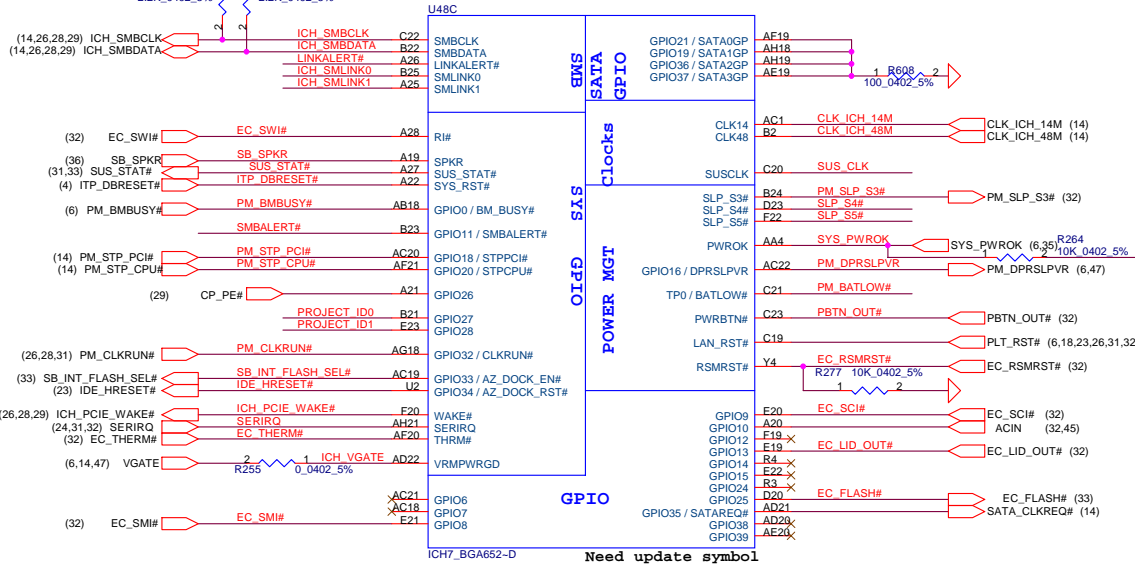 U48C
(14,26,28,29) ICH_SMBCLK ICH_SMBCLK C22 SMBCLK
(14,26,28,29) ICH_SMBDATA ICH_SMBDATA B22 SMBDATA
LINKALERT# A26 LINKALERT#
ICH_SMLINK0 B25 SMLINK0
ICH_SMLINK1 A25 SMLINK1
2 2
SMB
SATA GPIO
GPIO21 / SATA0GP AF19
GPIO19 / SATA1GP AH18
GPIO36 / SATA2GP AH19
GPIO37 / SATA3GP AE19
1 R608 2
100_0402_5%
(32) EC_SWI# EC_SWI# A28 RI#
(36) SB_SPKR SB_SPKR A19 SPKR
(31,33) SUS_STAT# SUS_STAT# A27 SUS_STAT#
(4) ITP_DBRESET# ITP_DBRESET# A22 SYS_RST#
(6) PM_BMBUSY# PM_BMBUSY# AB18 GPIO0 / BM_BUSY#
SMBALERT# B23 GPIO11 / SMBALERT#
(14) PM_STP_PCI# PM_STP_PCI# AC20 GPIO18 / STPPCI#
(14) PM_STP_CPU# PM_STP_CPU# AF21 GPIO20 / STPCPU#
(29) CP_PE# A21 GPIO26
PROJECT_ID0 B21 GPIO27
PROJECT_ID1 E23 GPIO28
(26,28,31) PM_CLKRUN# PM_CLKRUN# AG18 GPIO32 / CLKRUN#
(33) SB_INT_FLASH_SEL# SB_INT_FLASH_SEL# AC19 GPIO33 / AZ_DOCK_EN#
(23) IDE_HRESET# IDE_HRESET# U2 GPIO34 / AZ_DOCK_RST#
(26,28,29) ICH_PCIE_WAKE# ICH_PCIE_WAKE# F20 WAKE#
(24,31,32) SERIRQ SERIRQ AH21 SERIRQ
(32) EC_THERM# EC_THERM# AF20 THRM#
(6,14,47) VGATE 2 1 ICH_VGATE AD22 VRMPWRGD
R255 0_0402_5%
AC21 GPIO6
AC18 GPIO7
(32) EC_SMI# EC_SMI# E21 GPIO8
SYS GPIO
Clocks
POWER MGT
GPIO
CLK14 AC1 CLK_ICH_14M CLK_ICH_14M (14)
CLK48 B2 CLK_ICH_48M CLK_ICH_48M (14)
SUSCLK C20 SUS_CLK
SLP_S3# B24 PM_SLP_S3# PM_SLP_S3# (32)
SLP_S4# D23 SLP_S4#
SLP_S5# F22 SLP_S5#
PWROK AA4 SYS_PWROK SYS_PWROK (6,35)
R264
1 2 10K_0402_5%
GPIO16 / DPRSLPVR AC22 PM_DPRSLPVR PM_DPRSLPVR (6,47)
TP0 / BATLOW# C21 PM_BATLOW#
PWRBTN# C23 PBTN_OUT# PBTN_OUT# (32)
LAN_RST# C19 PLT_RST# (6,18,23,26,31,32
RSMRST# Y4 EC_RSMRST# EC_RSMRST# (32)
R277 10K_0402_5%
1 2
GPIO9 E20 EC_SCI# EC_SCI# (32)
GPIO10 A20 ACIN (32,45)
GPIO12 F19
GPIO13 E19 EC_LID_OUT# EC_LID_OUT# (32)
GPIO14 R4
GPIO15 E22
GPIO24 R3
GPIO25 D20 EC_FLASH# EC_FLASH# (33)
GPIO35 / SATAREQ# AD21 SATA_CLKREQ# (14)
GPIO38 AD20
GPIO39 AE20
ICH7_BGA652~D
Need update symbol